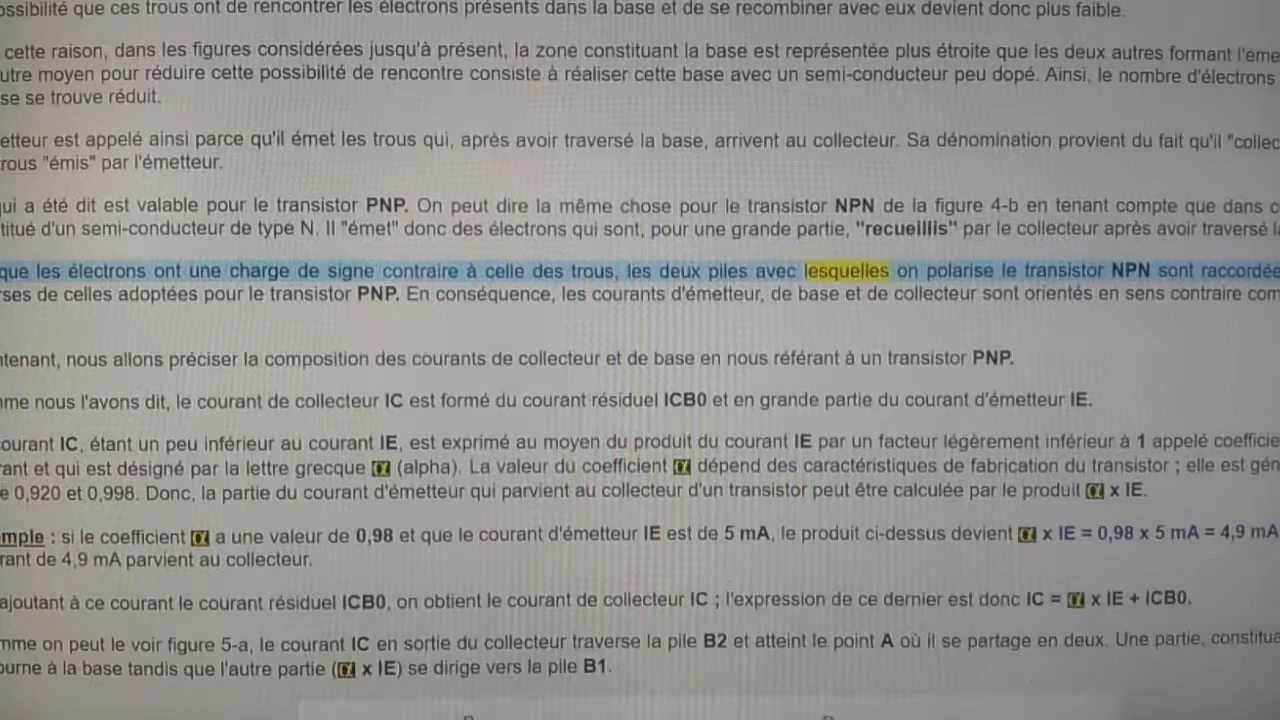 ossibilité que ces trous ont de rencontrer les électrons présents dans la base et de se recombiner avec eux devient donc plus faible.
cette raison, dans les figures considérées jusqu'à présent, la zone constituant la base est représentée plus étroite que les deux autres formant l'éme
utre moyen pour réduire cette possibilité de rencontre consiste à réaliser cette base avec un semi-conducteur peu dopé. Ainsi, le nombre d'électrons
se se trouve réduit.
etteur est appelé ainsi parce qu'il émet les trous qui, après avoir traversé la base, arrivent au collecteur. Sa dénomination provient du fait qu'il "collec
rous "émis" par l'émetteur.
qui a été dit est valable pour le transistor PNP. On peut dire la même chose pour le transistor NPN de la figure 4-b en tenant compte que dans c
titué d'un semi-conducteur de type N. Il "émet" donc des électrons qui sont, pour une grande partie, "recueillis" par le collecteur après avoir traversé la
que les électrons ont une charge de signe contraire à celle des trous, les deux piles avec lesquelles on polarise le transistor NPN sont raccordée
rses de celles adoptées pour le transistor PNP. En conséquence, les courants d'émetteur, de base et de collecteur sont orientés en sens contraire com
ntenant, nous allons préciser la composition des courants de collecteur et de base en nous référant à un transistor PNP.
mme nous l'avons dit, le courant de collecteur IC est formé du courant résiduel ICB0 et en grande partie du courant d'émetteur IE.
courant IC, étant un peu inférieur au courant IE, est exprimé au moyen du produit du courant IE par un facteur légèrement inférieur à 1 appelé coefficie
rant et qui est désigné par la lettre grecque α (alpha). La valeur du coefficient α dépend des caractéristiques de fabrication du transistor ; elle est gén
e 0,920 et 0,998. Donc, la partie du courant d'émetteur qui parvient au collecteur d'un transistor peut être calculée par le produit α x IE.
mple : si le coefficient α a une valeur de 0,98 et que le courant d'émetteur IE est de 5 mA, le produit ci-dessus devient α x IE = 0,98 x 5 mA = 4,9 mA
rant de 4,9 mA parvient au collecteur.
ajoutant à ce courant le courant résiduel ICB0, on obtient le courant de collecteur IC ; l'expression de ce dernier est donc IC = α x IE + ICB0.
mme on peut le voir figure 5-a, le courant IC en sortie du collecteur traverse la pile B2 et atteint le point A où il se partage en deux. Une partie, constitua
ourne à la base tandis que l'autre partie (α x IE) se dirige vers la pile B1.